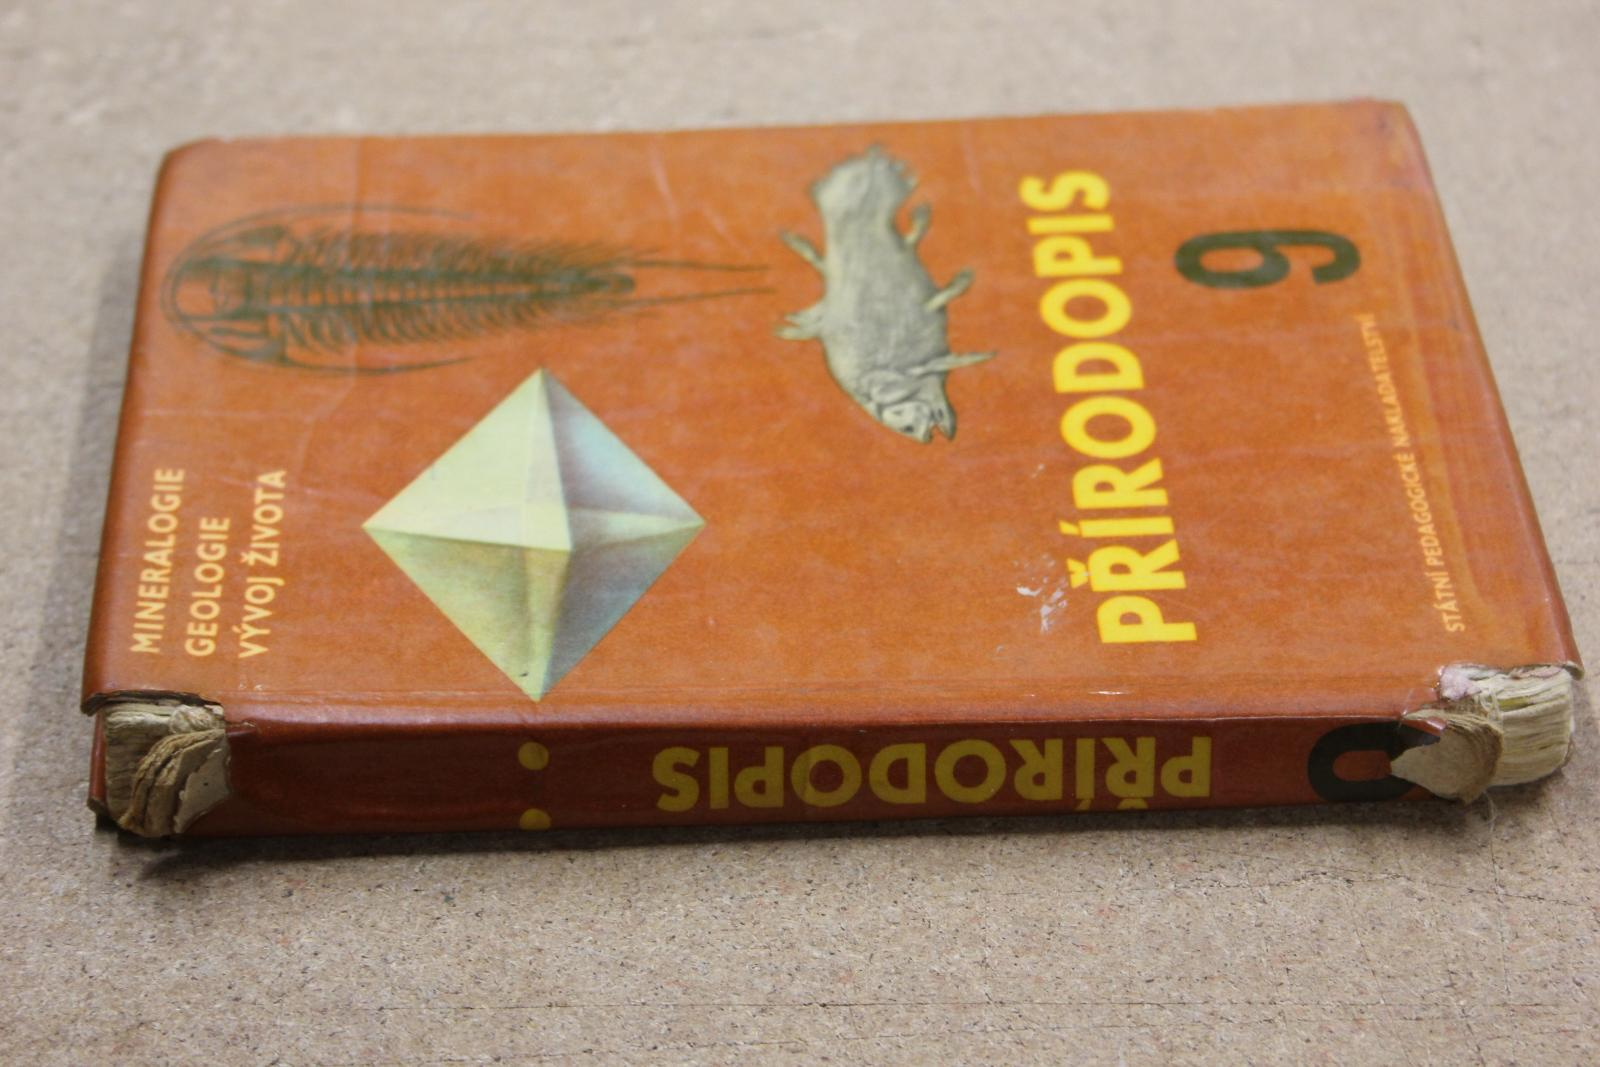 MINERALOGIE
GEOLOGIE
VÝVOJ ŽIVOTA
PŘÍRODOPIS
9
STÁTNÍ PEDAGOGICKÉ NAKLADATELSTVÍ
PŘÍRODOPIS